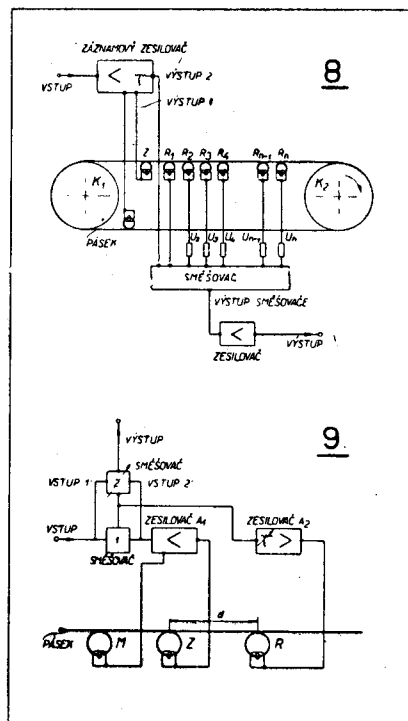 8
ZÁZNAMOVÝ ZESILOVAČ
VSTUP
<
VÝSTUP 2
VÝSTUP 1
Z R1 R2 R3 R4 Rn-1 Rn
K1
K2
PÁSEK
U2 U3 U4 Un-1 Un
SMĚŠOVAČ
VÝSTUP SMĚŠOVAČE
<
ZESILOVAČ
VÝSTUP
9
VÝSTUP
SMĚŠOVAČ
VSTUP 1
2
VSTUP 2
VSTUP
ZESILOVAČ A1
ZESILOVAČ A2
1
<
>
SMĚŠOVAČ
d
PÁSEK
M Z R